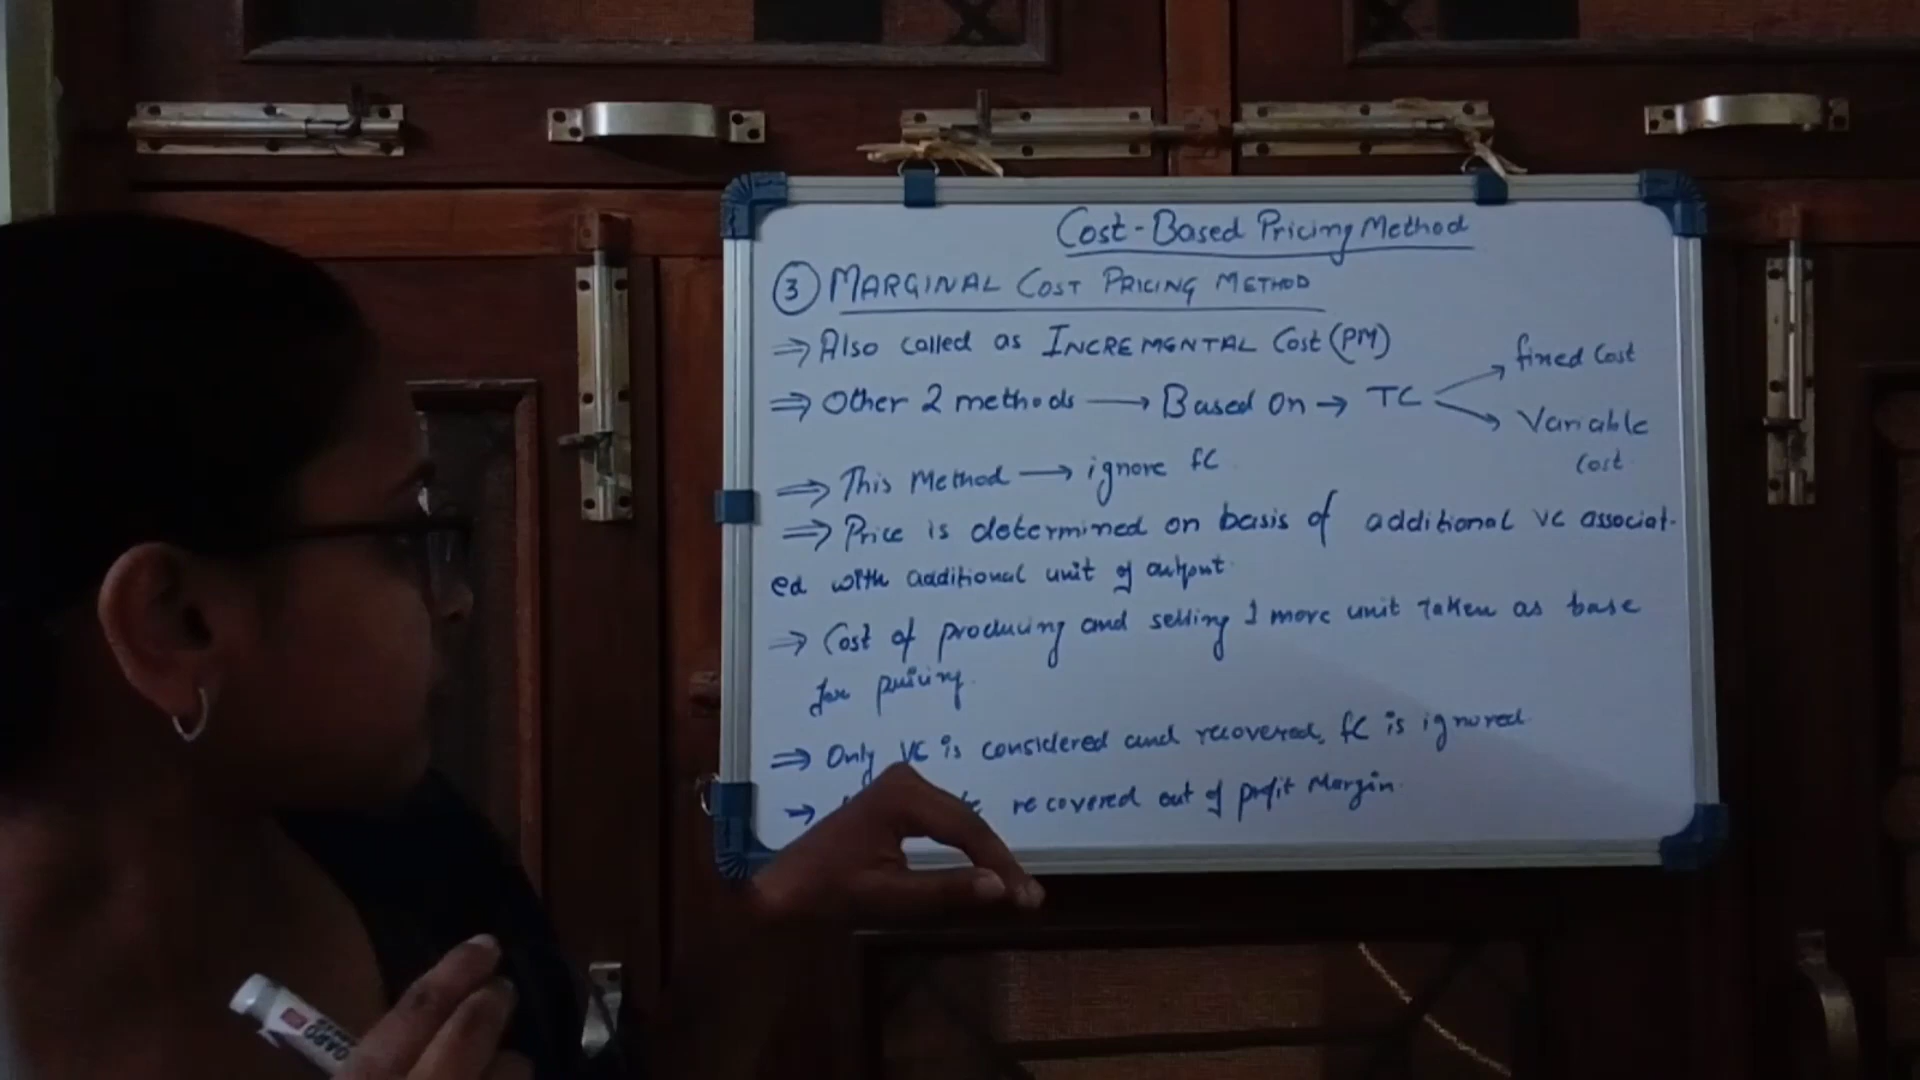 Cost-Based Pricing Method
③ MARGINAL COST PRICING METHOD
⇒ Also called as INCREMENTAL Cost (PM)
⇒ Other 2 methods → Based On → TC
fixed Cost
Variable
Cost
⇒ This Method → ignore fC
⇒ Price is determined on basis of additional VC associat-
ed with additional unit of output.
⇒ Cost of producing and selling 1 more unit taken as base
for pricing.
⇒ Only VC is considered and recovered, fC is ignored
→ recovered out of profit Margin.